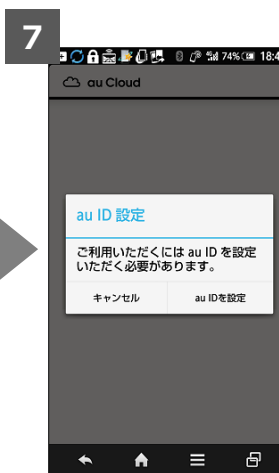 7
74% 18:4
au Cloud
au ID 設定
ご利用いただくには au ID を設定
いただく必要があります。
キャンセル au IDを設定